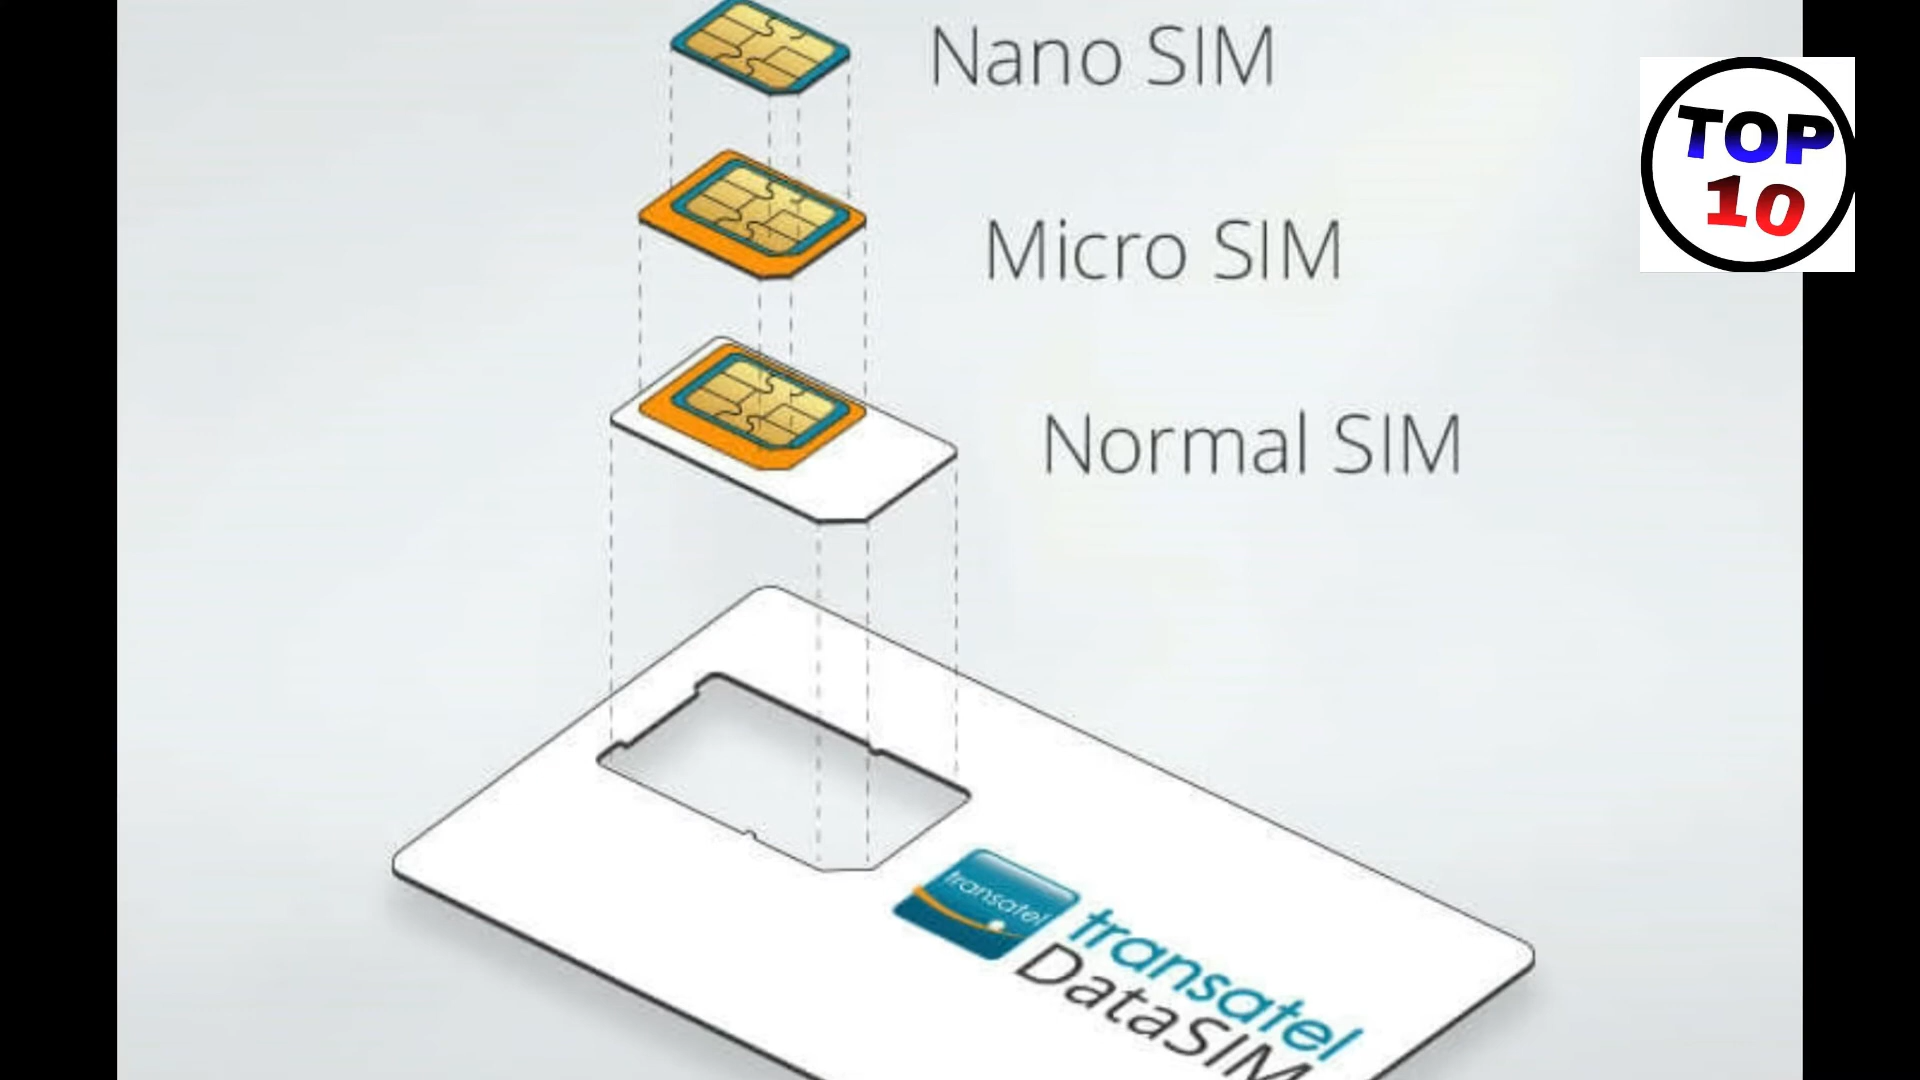 Nano SIM
TOP
10
Micro SIM
Normal SIM
transatel
transatel
DataSIM